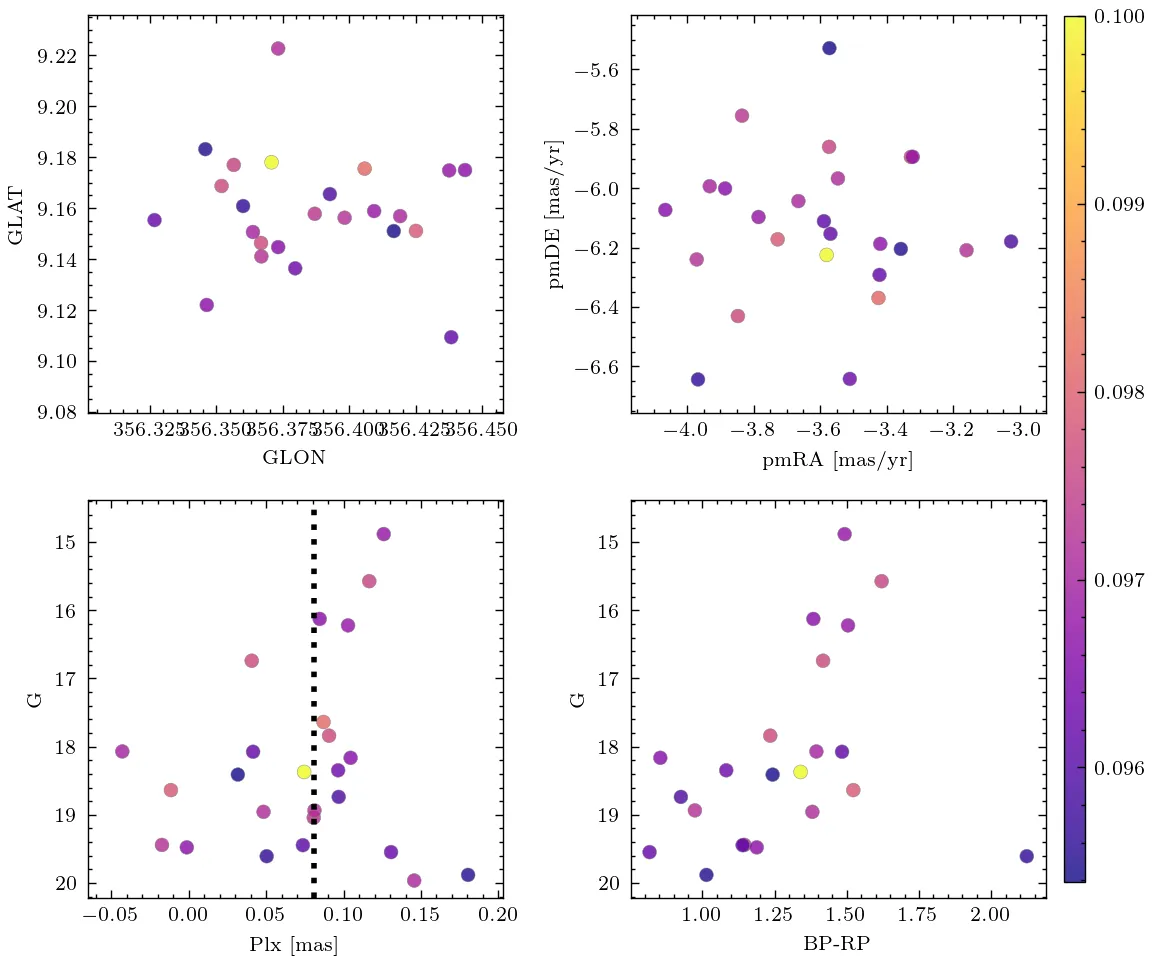 9.22
9.20
9.18
9.16
9.14
9.12
9.10
9.08
GLAT
356.325 356.350 356.375 356.400 356.425 356.450
GLON
−5.6
−5.8
−6.0
−6.2
−6.4
−6.6
pmDE [mas/yr]
−4.0 −3.8 −3.6 −3.4 −3.2 −3.0
pmRA [mas/yr]
0.100
0.099
0.098
0.097
0.096
15
16
17
18
19
20
G
−0.05 0.00 0.05 0.10 0.15 0.20
Plx [mas]
15
16
17
18
19
20
G
1.00 1.25 1.50 1.75 2.00
BP-RP